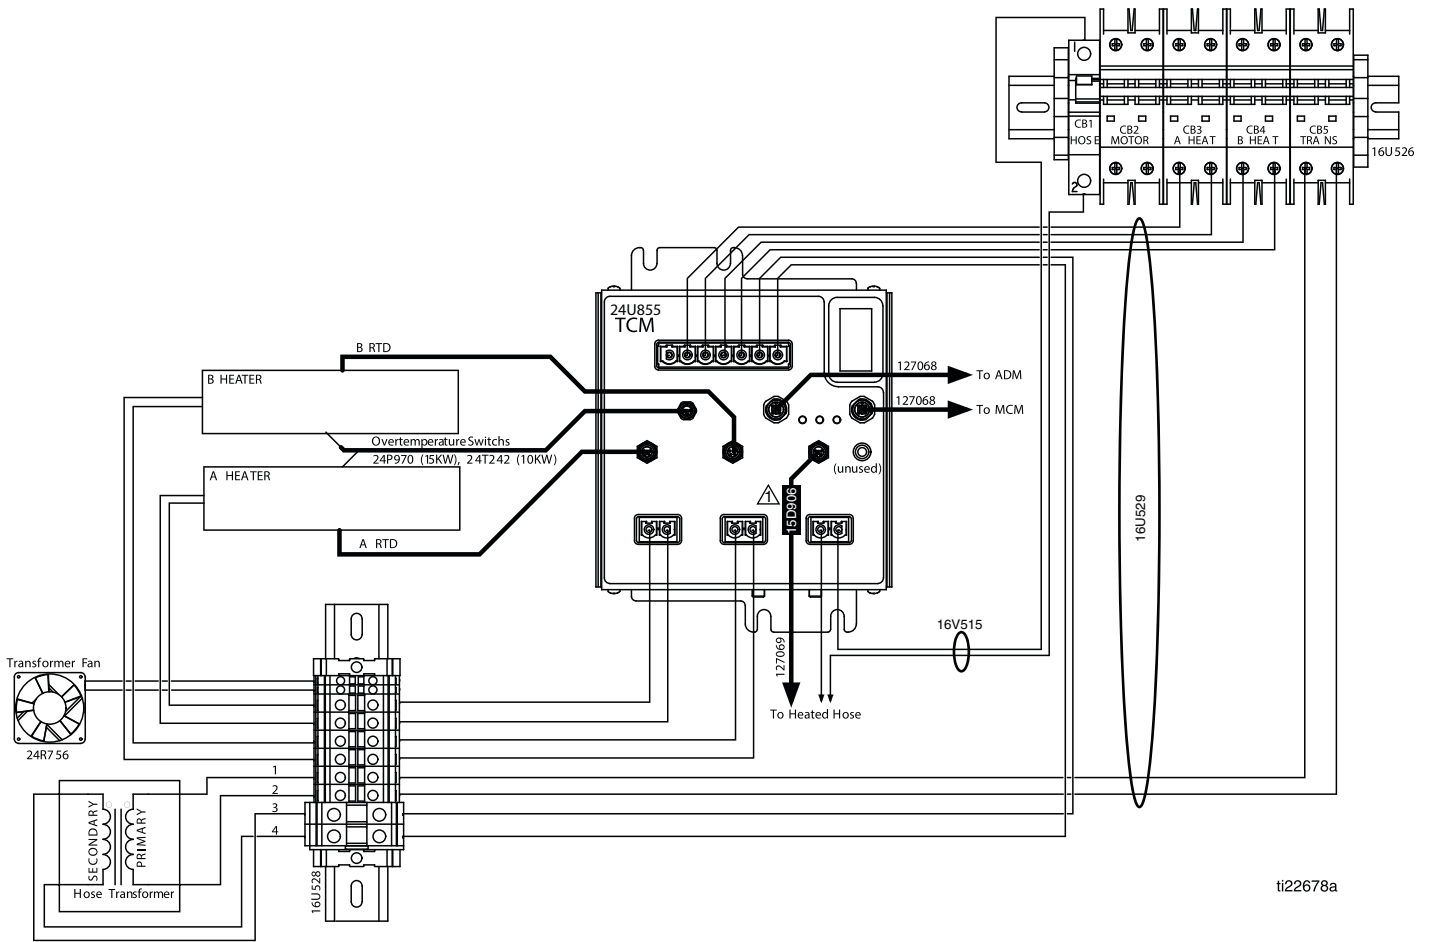 1
CB1
HOSE
2
CB2
MOTOR
CB3
A HEAT
CB4
B HEAT
CB5
TRANS
16U526
24U855
TCM
B RTD
B HEATER
127068
To ADM
127068
To MCM
Overtemperature Switchs
24P970 (15KW), 24T242 (10KW)
A HEATER
(unused)
1
15D906
16U529
A RTD
16V515
127069
To Heated Hose
Transformer Fan
24R756
1
2
3
4
SECONDARY
PRIMARY
Hose Transformer
16U528
ti22678a